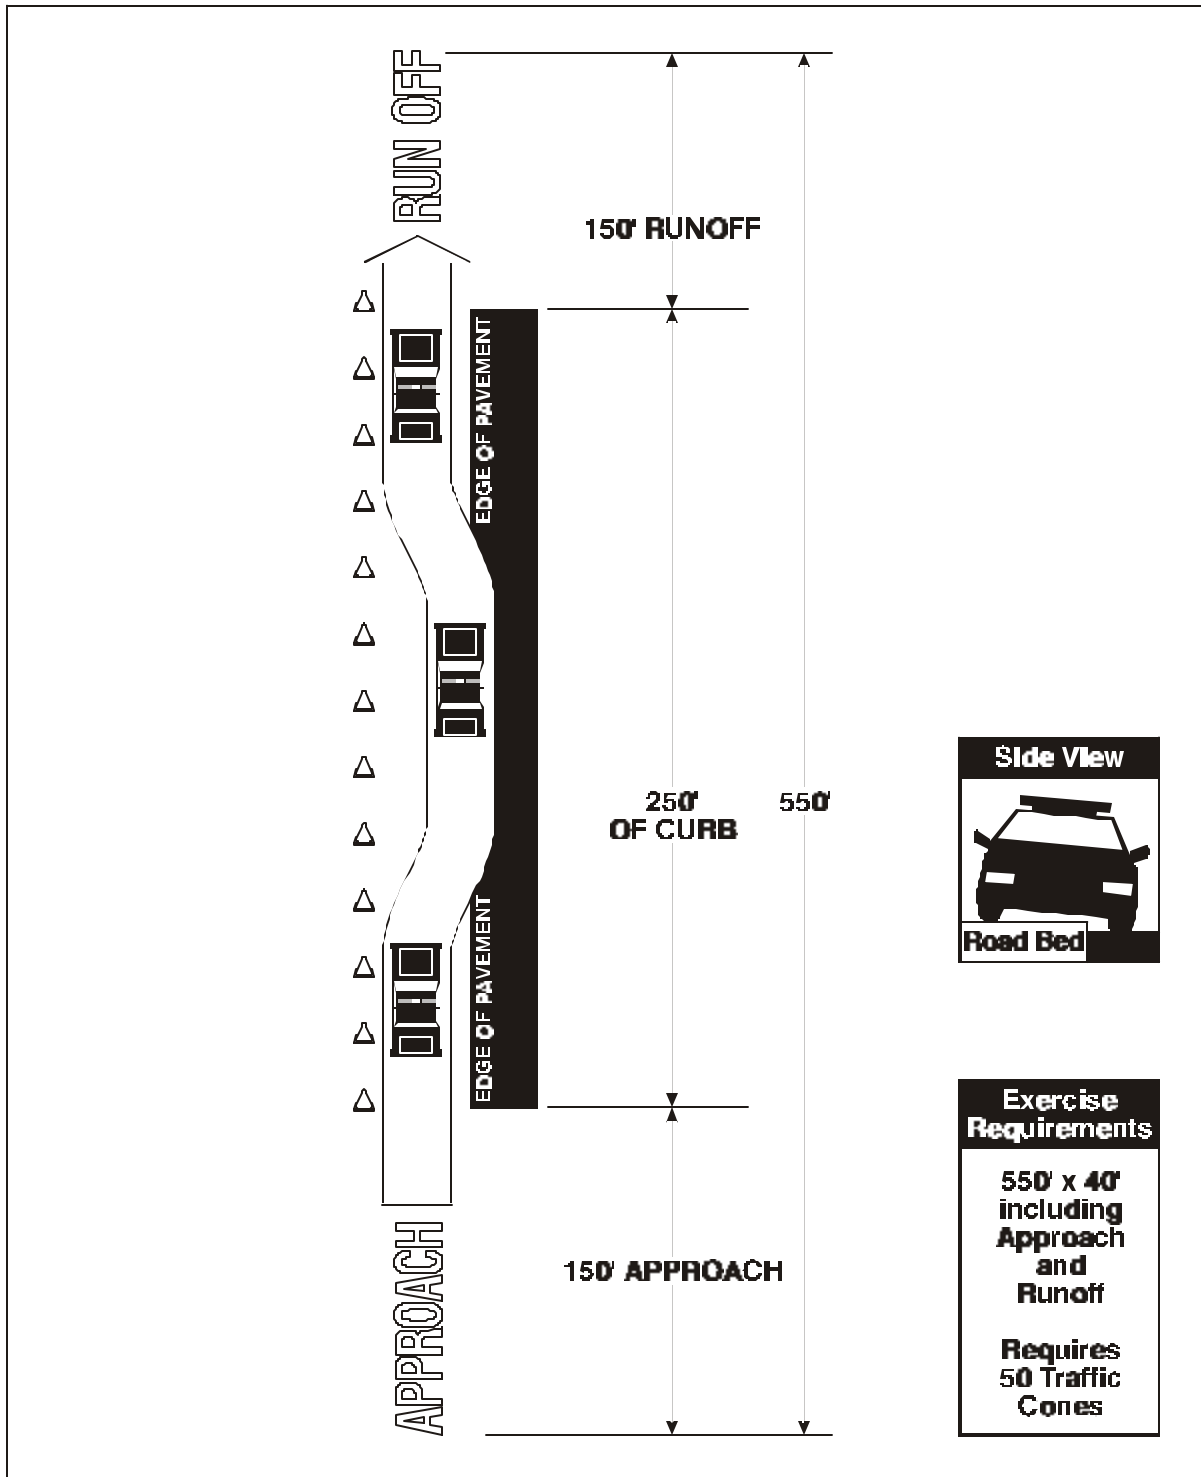 RUN OFF
150' RUNOFF
EDGE OF PAVEMENT
250'
OF CURB
550'
EDGE OF PAVEMENT
150' APPROACH
APPROACH
Side View
Road Bed
Exercise
Requirements
550' x 40'
including
Approach
and
Runoff
Requires
50 Traffic
Cones